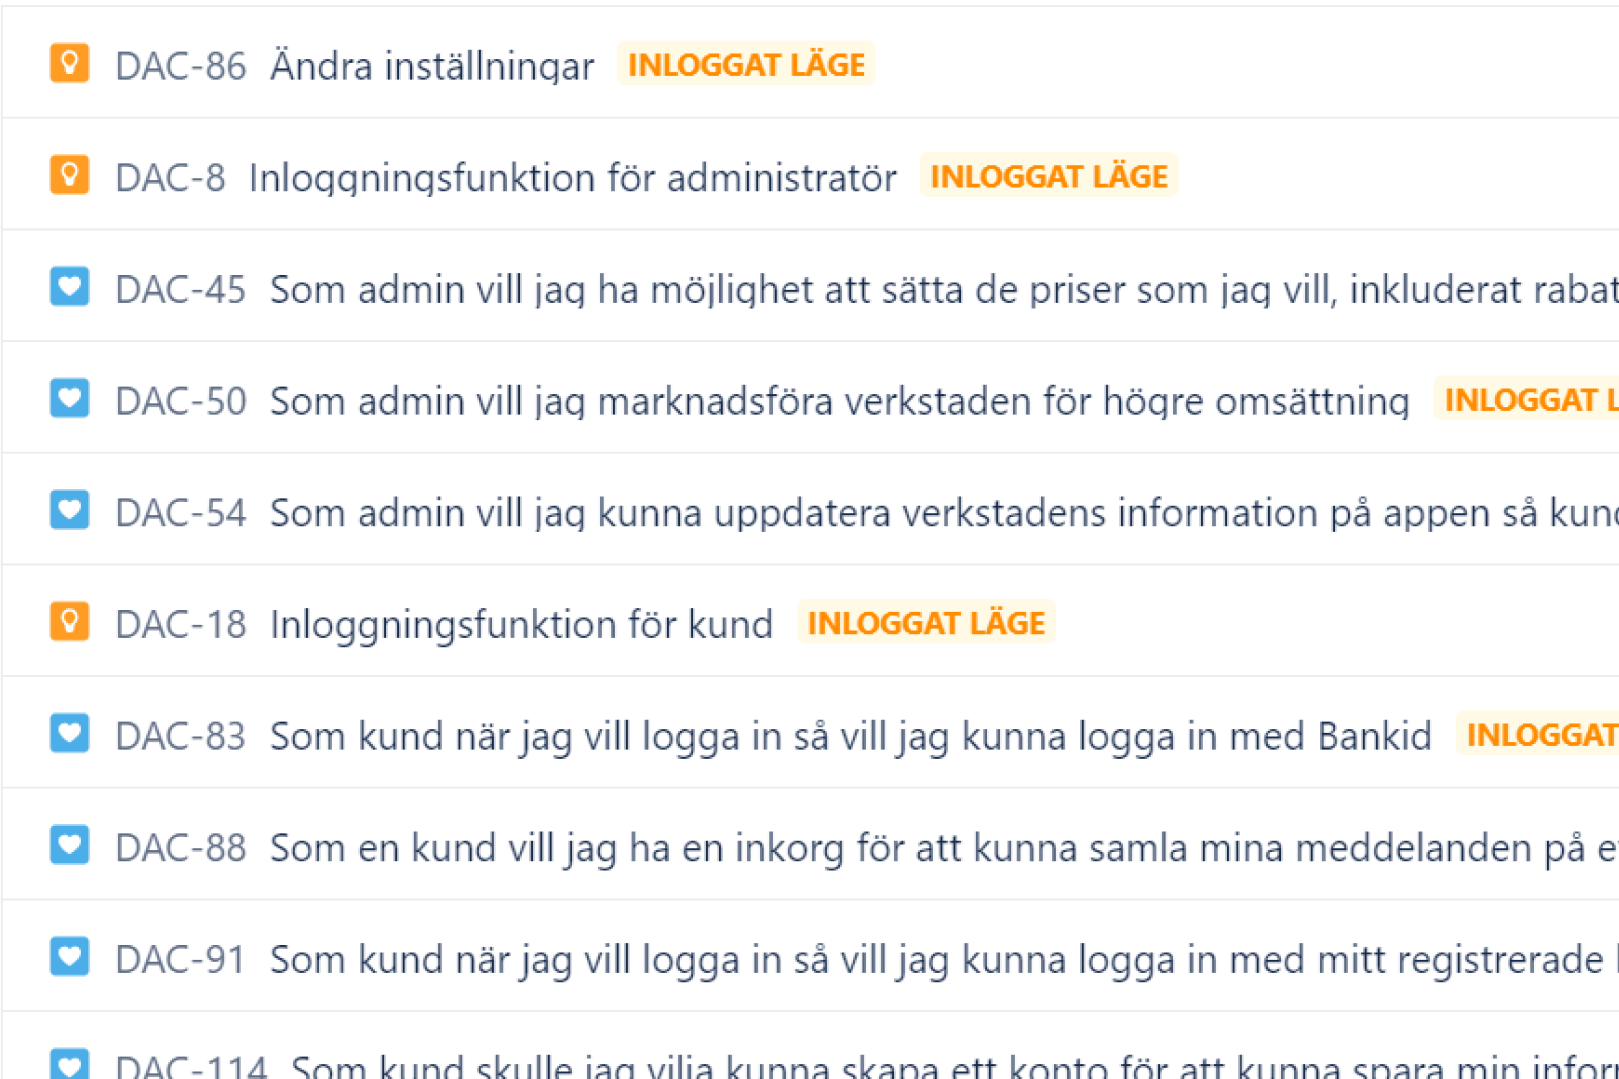 DAC-86 Ändra inställningar INLOGGAT LÄGE
DAC-8 Inloggningsfunktion för administratör INLOGGAT LÄGE
DAC-45 Som admin vill jag ha möjlighet att sätta de priser som jag vill, inkluderat rabat
DAC-50 Som admin vill jag marknadsföra verkstaden för högre omsättning INLOGGAT L
DAC-54 Som admin vill jag kunna uppdatera verkstadens information på appen så kund
DAC-18 Inloggningsfunktion för kund INLOGGAT LÄGE
DAC-83 Som kund när jag vill logga in så vill jag kunna logga in med Bankid INLOGGAT
DAC-88 Som en kund vill jag ha en inkorg för att kunna samla mina meddelanden på
DAC-91 Som kund när jag vill logga in så vill jag kunna logga in med mitt registrerade
DAC-114 Som kund skulle jag vilja kunna skapa ett konto för att kunna spara min infor